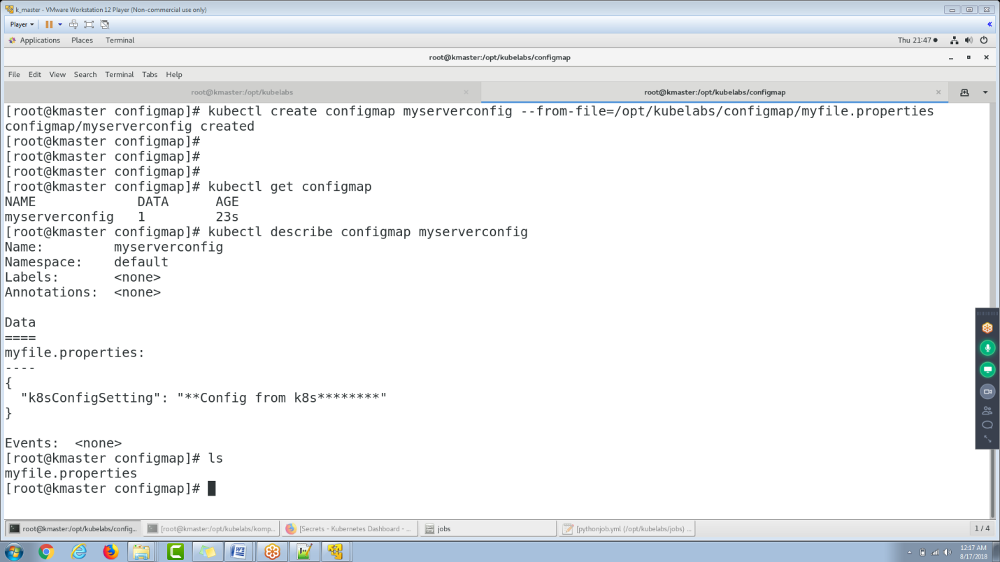 k_master - VMware Workstation 12 Player (Non-commercial use only)
Player
Applications Places Terminal Thu 21:47
root@kmaster:/opt/kubelabs/configmap
File Edit View Search Terminal Tabs Help
root@kmaster:/opt/kubelabs root@kmaster:/opt/kubelabs/configmap
[root@kmaster configmap]# kubectl create configmap myserverconfig --from-file=/opt/kubelabs/configmap/myfile.properties
configmap/myserverconfig created
[root@kmaster configmap]#
[root@kmaster configmap]#
[root@kmaster configmap]#
[root@kmaster configmap]# kubectl get configmap
NAME DATA AGE
myserverconfig 1 23s
[root@kmaster configmap]# kubectl describe configmap myserverconfig
Name: myserverconfig
Namespace: default
Labels: <none>
Annotations: <none>
Data
====
myfile.properties:
----
{
"k8sConfigSetting": "**Config from k8s********"
}
Events: <none>
[root@kmaster configmap]# ls
myfile.properties
[root@kmaster configmap]#
root@kmaster:/opt/kubelabs/config... [root@kmaster:/opt/kubelabs/komp... [Secrets - Kubernetes Dashboard - ... jobs [pythonjob.yml (/opt/kubelabs/jobs) ... 1 / 4
12:17 AM
8/17/2018